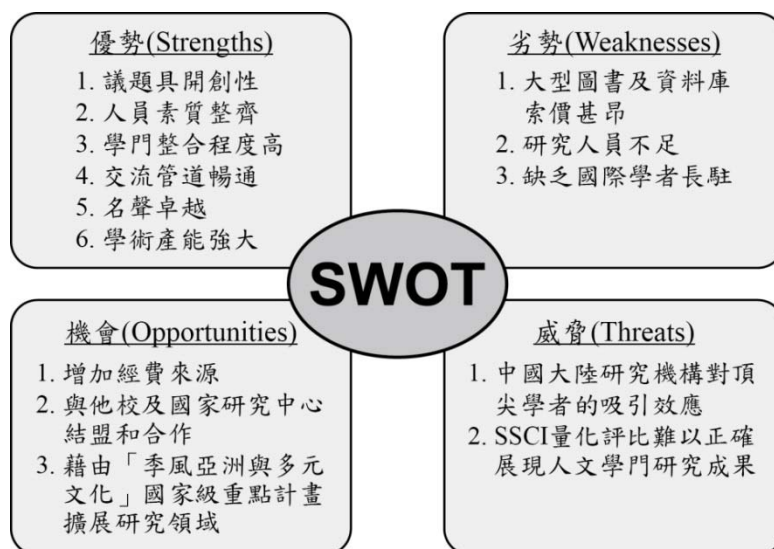 優勢(Strengths)
1. 議題具開創性
2. 人員素質整齊
3. 學門整合程度高
4. 交流管道暢通
5. 名聲卓越
6. 學術產能強大
劣勢(Weaknesses)
1. 大型圖書及資料庫
索價甚昂
2. 研究人員不足
3. 缺乏國際學者長駐
SWOT
機會(Opportunities)
1. 增加經費來源
2. 與他校及國家研究中心
結盟和合作
3. 藉由「季風亞洲與多元
文化」國家級重點計畫
擴展研究領域
威脅(Threats)
1. 中國大陸研究機構對頂
尖學者的吸引效應
2. SSCI量化評比難以正確
展現人文學門研究成果